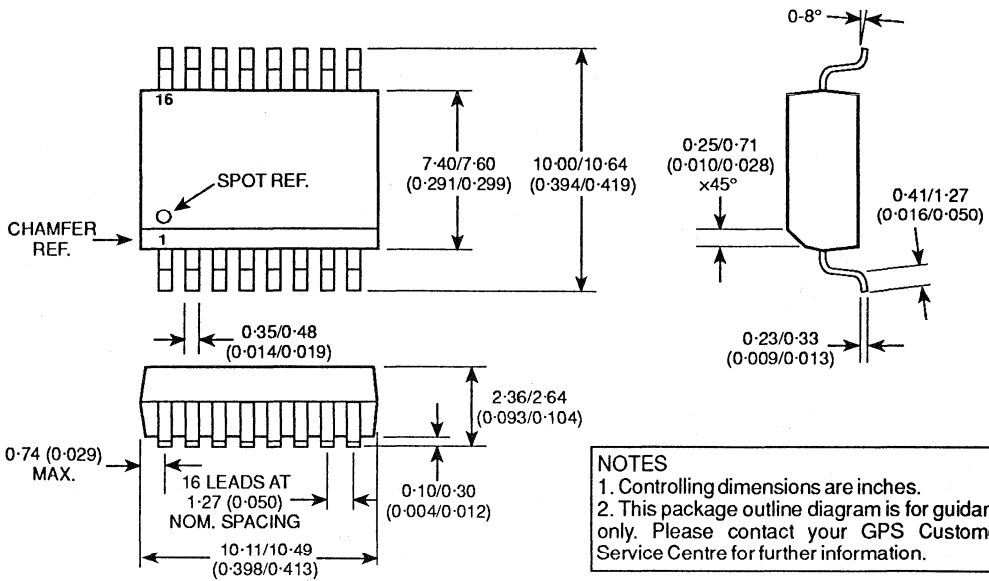 0-8°
16
SPOT REF.
CHAMFER
REF.
1
7·40/7·60
(0·291/0·299)
10·00/10·64
(0·394/0·419)
0·25/0·71
(0·010/0·028)
×45°
0·41/1·27
(0·016/0·050)
0·35/0·48
(0·014/0·019)
0·23/0·33
(0·009/0·013)
2·36/2·64
(0·093/0·104)
0·74 (0·029)
MAX.
16 LEADS AT
1·27 (0·050)
NOM. SPACING
0·10/0·30
(0·004/0·012)
10·11/10·49
(0·398/0·413)
NOTES
1. Controlling dimensions are inches.
2. This package outline diagram is for guidan
only. Please contact your GPS Custome
Service Centre for further information.